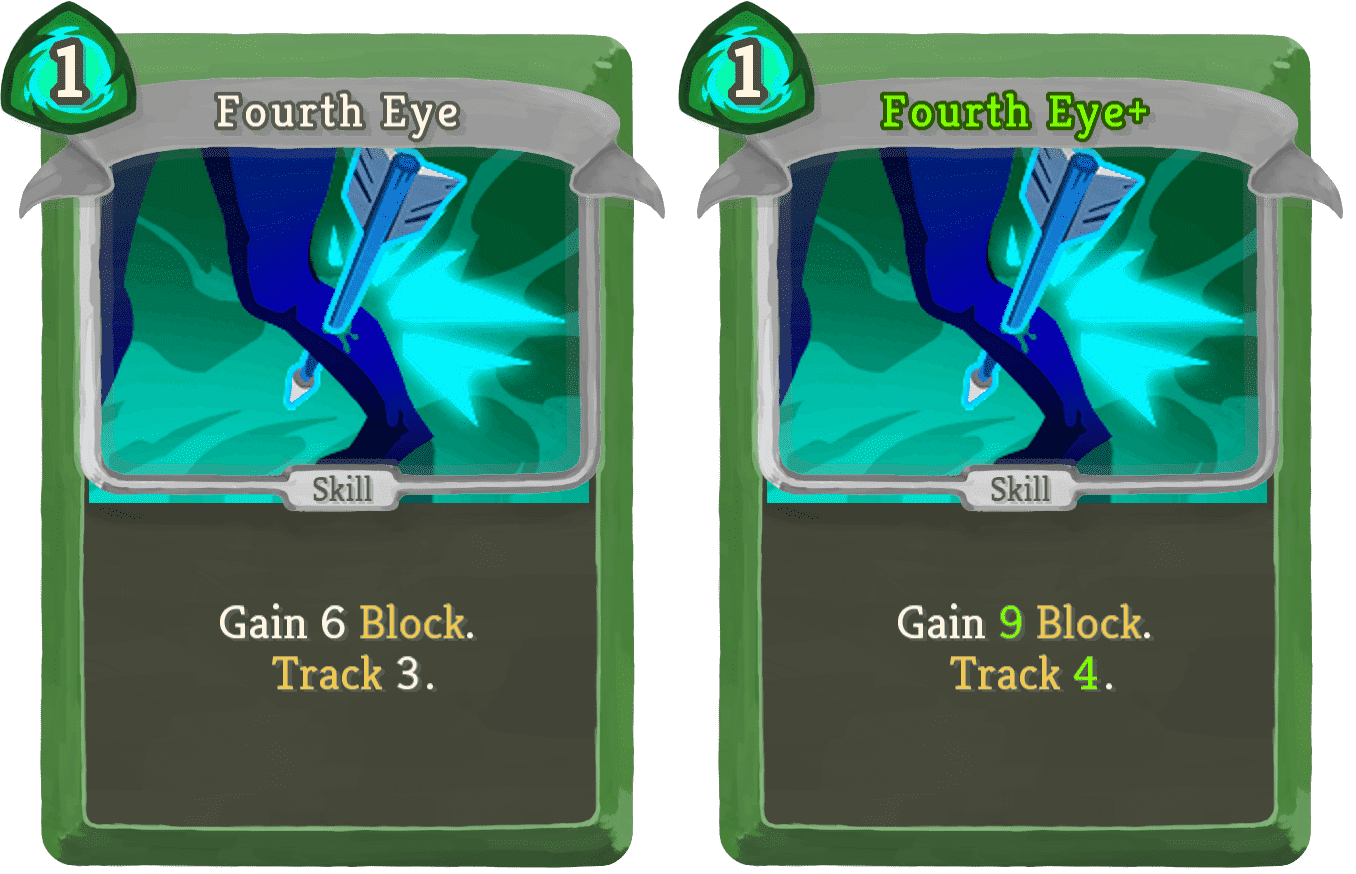 1
Fourth Eye
Skill
Gain 6 Block.
Track 3.
1
Fourth Eye+
Skill
Gain 9 Block.
Track 4.